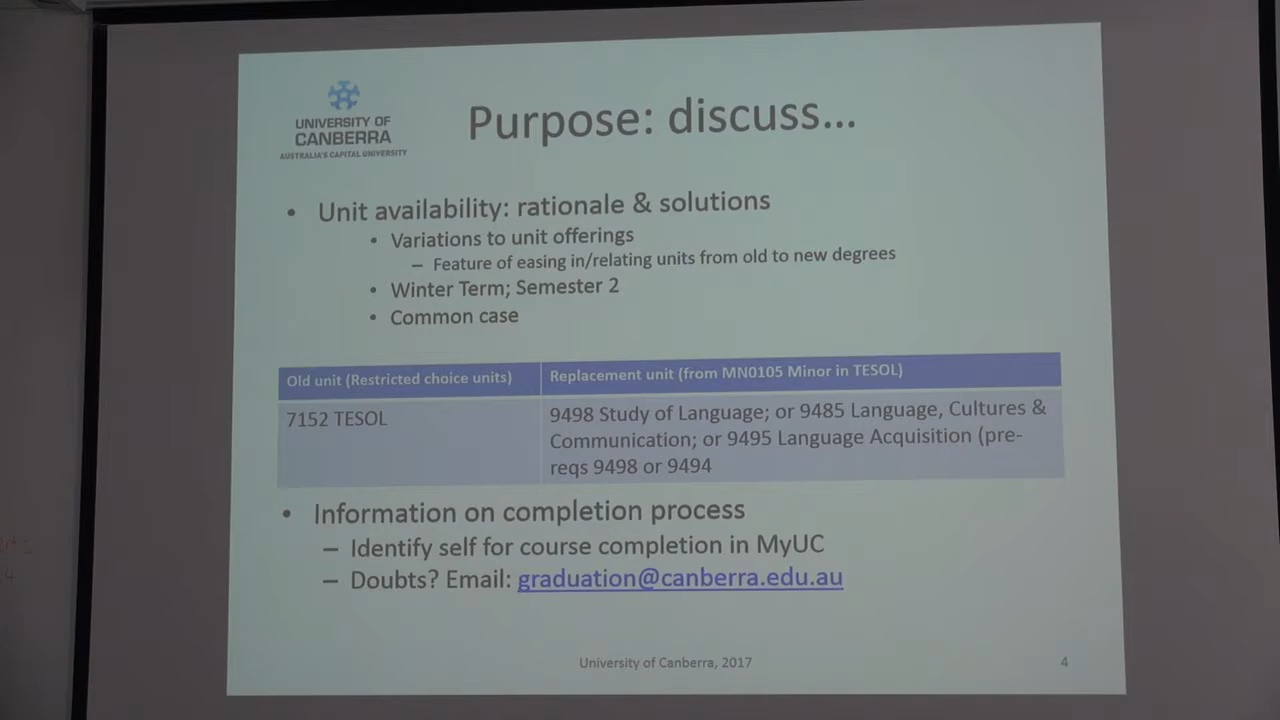 UNIVERSITY OF
CANBERRA
AUSTRALIA'S CAPITAL UNIVERSITY
Purpose: discuss...
• Unit availability: rationale & solutions
• Variations to unit offerings
– Feature of easing in/relating units from old to new degrees
• Winter Term; Semester 2
• Common case
Old unit (Restricted choice units)
Replacement unit (from MN0105 Minor in TESOL)
7152 TESOL
9498 Study of Language; or 9485 Language, Cultures &
Communication; or 9495 Language Acquisition (pre-
reqs 9498 or 9494
• Information on completion process
– Identify self for course completion in MyUC
– Doubts? Email: graduation@canberra.edu.au
University of Canberra, 2017
4